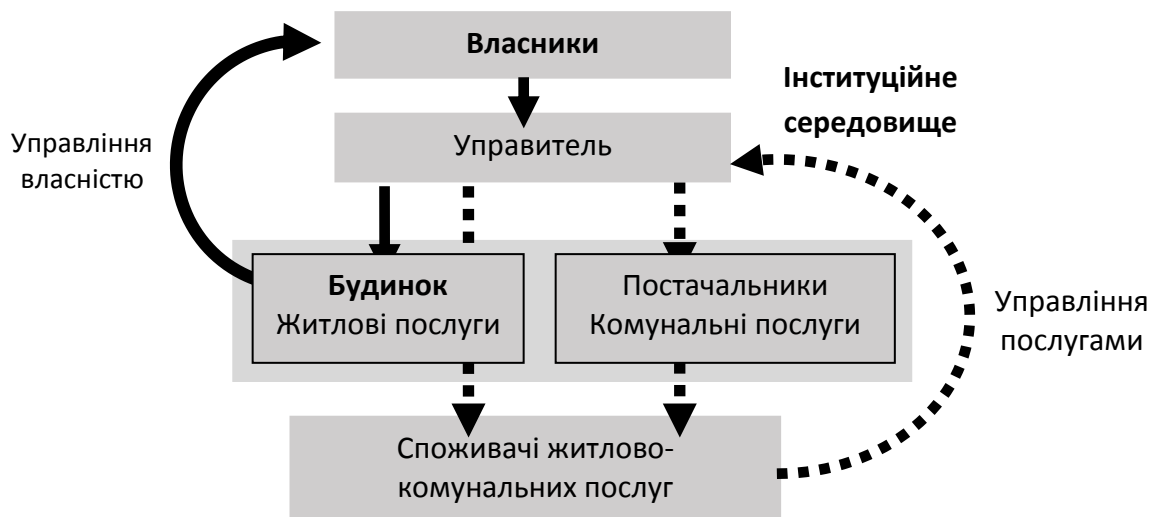 Власники
Інституційне
середовище
Управління
власністю
Управитель
Будинок
Житлові послуги
Постачальники
Комунальні послуги
Управління
послугами
Споживачі житлово-
комунальних послуг